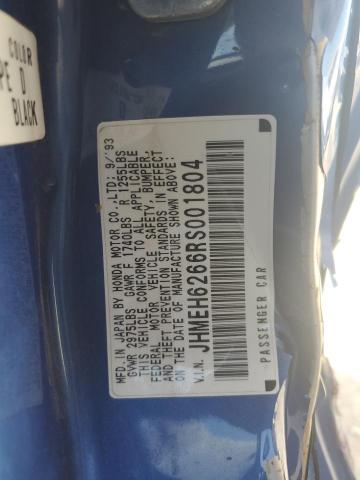 COLOR
PE D
BLACK
MFD. IN JAPAN BY HONDA MOTOR CO.,LTD: 9/'93
GVWR 2975LBS GAWR F 1740LBS R 1255LBS
THIS VEHICLE CONFORMS TO ALL APPLICABLE
FEDERAL MOTOR VEHICLE SAFETY, BUMPER,
AND THEFT PREVENTION STANDARDS IN EFFECT
ON THE DATE OF MANUFACTURE SHOWN ABOVE.
V.I.N. JHMEH6266RS001804
PASSENGER CAR